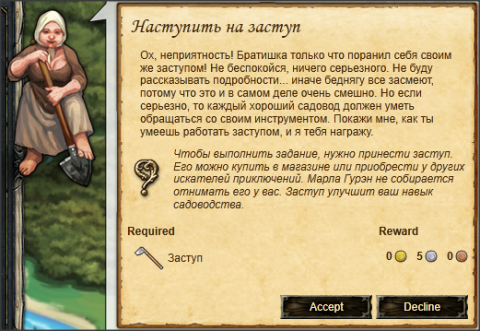 Наступить на заступ
Ох, неприятность! Братишка только что поранил себя своим
же заступом! Не беспокойся, ничего серьезного. Не буду
рассказывать подробности... иначе беднягу все засмеют,
потому что это и в самом деле очень смешно. Но если
серьезно, то каждый хороший садовод должен уметь
обращаться со своим инструментом. Покажи мне, как ты
умеешь работать заступом, и я тебя награжу.
Чтобы выполнить задание, нужно принести заступ.
Его можно купить в магазине или приобрести у других
искателей приключений. Марла Гурэн не собирается
отнимать его у вас. Заступ улучшит ваш навык
садоводства.
Required Reward
Заступ 0 5 0
Accept Decline